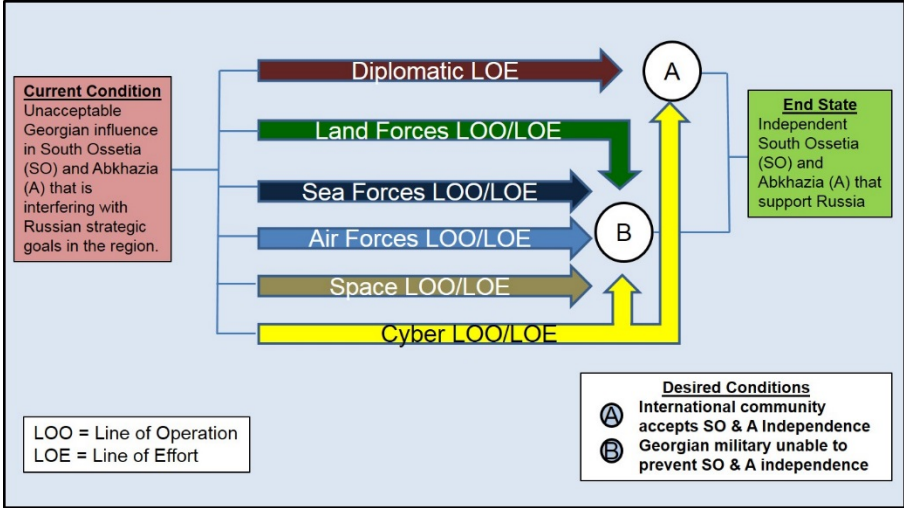 Current Condition
Unacceptable
Georgian influence
in South Ossetia
(SO) and Abkhazia
(A) that is
interfering with
Russian strategic
goals in the region.
Diplomatic LOE
Land Forces LOO/LOE
Sea Forces LOO/LOE
Air Forces LOO/LOE
Space LOO/LOE
Cyber LOO/LOE
A
B
End State
Independent
South Ossetia
(SO) and
Abkhazia (A) that
support Russia
LOO = Line of Operation
LOE = Line of Effort
Desired Conditions
A International community
accepts SO & A Independence
B Georgian military unable to
prevent SO & A independence